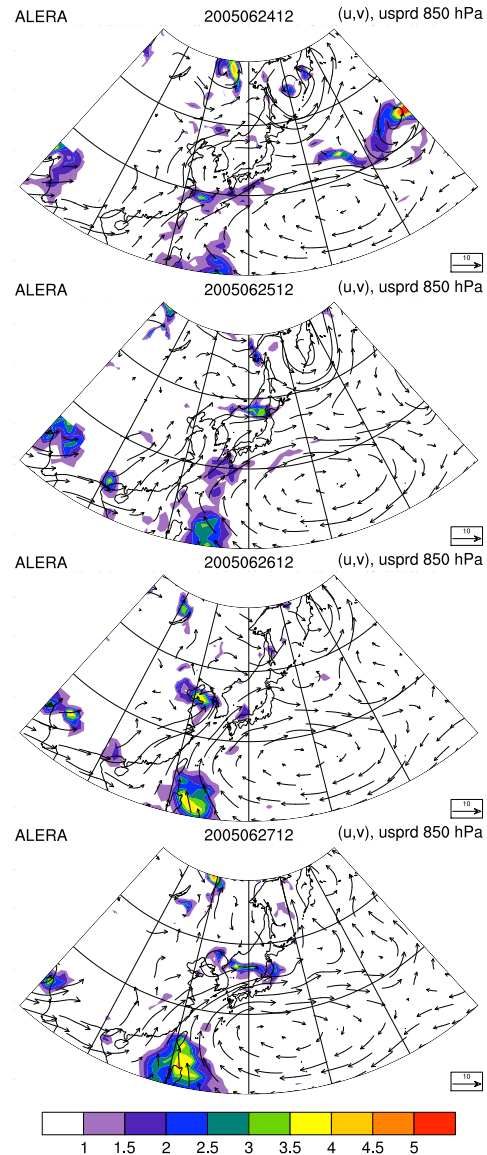 ALERA 2005062412 (u,v), usprd 850 hPa
10
ALERA 2005062512 (u,v), usprd 850 hPa
10
ALERA 2005062612 (u,v), usprd 850 hPa
10
ALERA 2005062712 (u,v), usprd 850 hPa
10
1 1.5 2 2.5 3 3.5 4 4.5 5